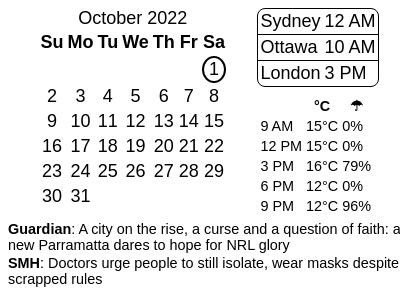 October 2022
Su Mo Tu We Th Fr Sa
1
2 3 4 5 6 7 8
9 10 11 12 13 14 15
16 17 18 19 20 21 22
23 24 25 26 27 28 29
30 31
Sydney 12 AM
Ottawa 10 AM
London 3 PM
°C ☂
9 AM 15°C 0%
12 PM 15°C 0%
3 PM 16°C 79%
6 PM 12°C 0%
9 PM 12°C 96%
Guardian: A city on the rise, a curse and a question of faith: a
new Parramatta dares to hope for NRL glory
SMH: Doctors urge people to still isolate, wear masks despite
scrapped rules